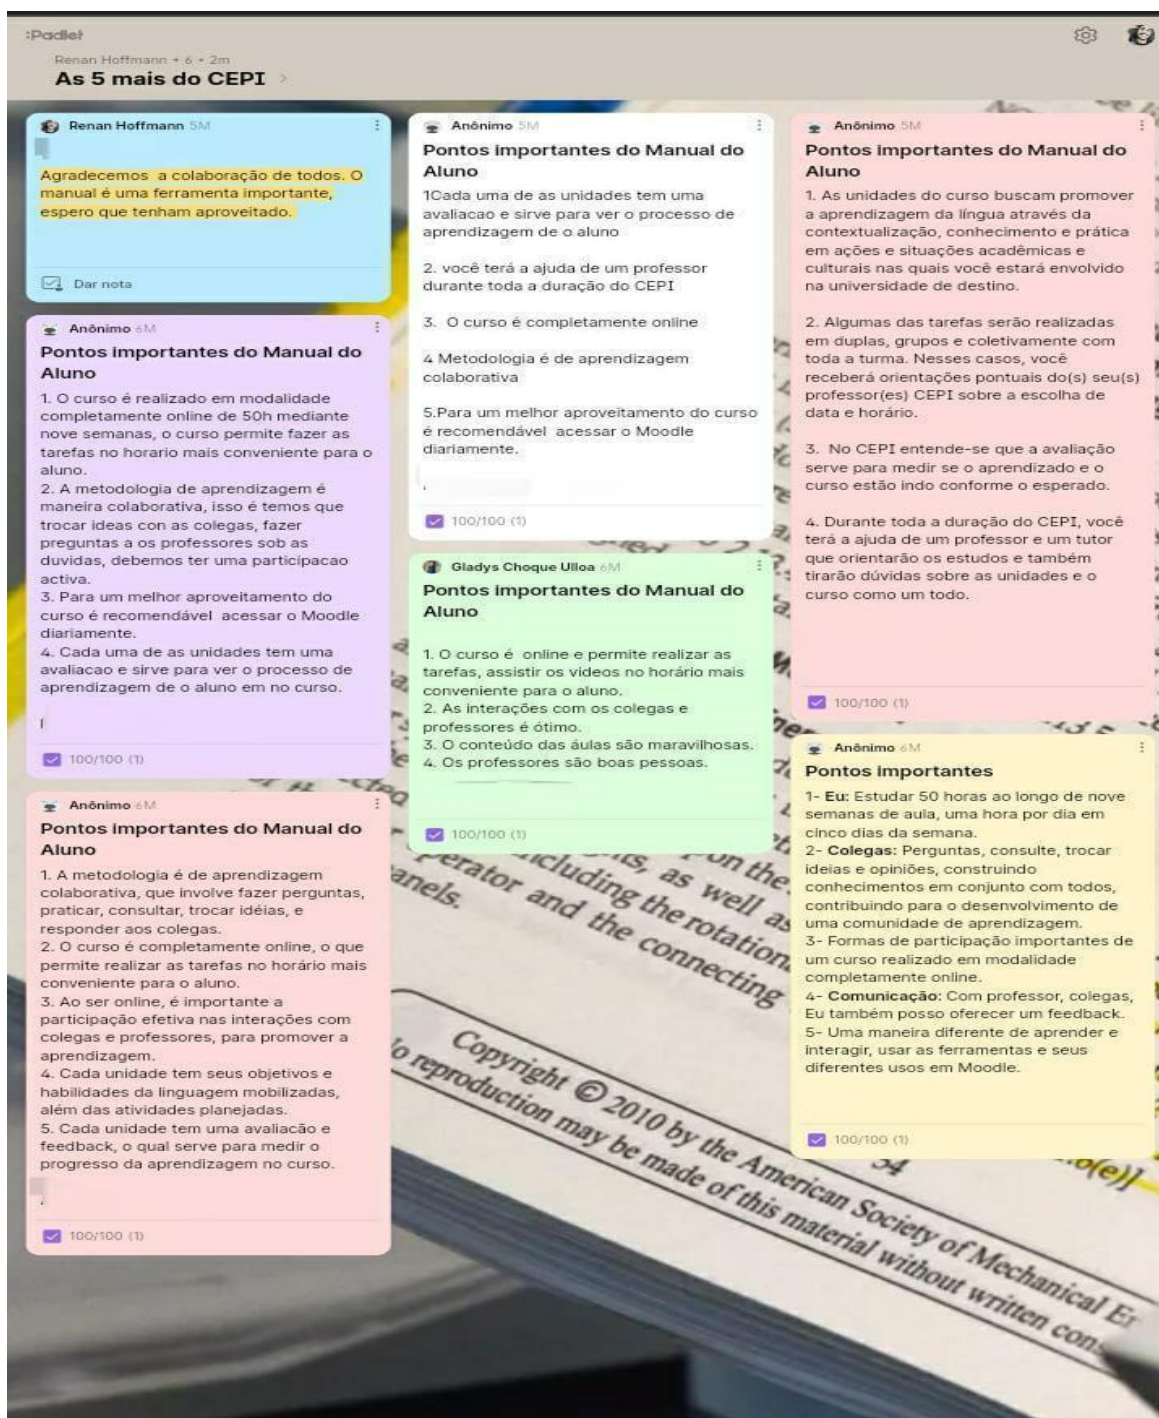 :Padlet
Renan Hoffmann + 6 • 2m
As 5 mais do CEPI
Renan Hoffmann 5M
Agradecemos a colaboração de todos. O
manual é uma ferramenta importante,
espero que tenham aproveitado.
Dar nota
Anônimo 6M
Pontos importantes do Manual do
Aluno
1. O curso é realizado em modalidade
completamente online de 50h mediante
nove semanas, o curso permite fazer as
tarefas no horario mais conveniente para o
aluno.
2. A metodologia de aprendizagem é
maneira colaborativa, isso é temos que
trocar ideas con as colegas, fazer
preguntas a os professores sob as
duvidas, debemos ter uma participacao
activa.
3. Para um melhor aproveitamento do
curso é recomendável acessar o Moodle
diariamente.
4. Cada uma de as unidades tem uma
avaliacao e sirve para ver o processo de
aprendizagem de o aluno em no curso.
100/100 (1)
Anônimo 6M
Pontos importantes do Manual do
Aluno
1. A metodologia é de aprendizagem
colaborativa, que involve fazer perguntas,
praticar, consultar, trocar idéias, e
responder aos colegas.
2. O curso é completamente online, o que
permite realizar as tarefas no horário mais
conveniente para o aluno.
3. Ao ser online, é importante a
participação efetiva nas interações com
colegas e professores, para promover a
aprendizagem.
4. Cada unidade tem seus objetivos e
habilidades da linguagem mobilizadas,
além das atividades planejadas.
5. Cada unidade tem uma avaliacão e
feedback, o qual serve para medir o
progresso da aprendizagem no curso.
100/100 (1)
Anônimo 5M
Pontos importantes do Manual do
Aluno
1Cada uma de as unidades tem uma
avaliacao e sirve para ver o processo de
aprendizagem de o aluno
2. você terá a ajuda de um professor
durante toda a duração do CEPI
3. O curso é completamente online
4 Metodologia é de aprendizagem
colaborativa
5.Para um melhor aproveitamento do curso
é recomendável acessar o Moodle
diariamente.
100/100 (1)
Gladys Choque Ulloa 6M
Pontos importantes do Manual do
Aluno
1. O curso é online e permite realizar as
tarefas, assistir os videos no horário mais
conveniente para o aluno.
2. As interações com os colegas e
professores é ótimo.
3. O conteúdo das áulas são maravilhosas.
4. Os professores são boas pessoas.
100/100 (1)
Anônimo 5M
Pontos importantes do Manual do
Aluno
1. As unidades do curso buscam promover
a aprendizagem da língua através da
contextualização, conhecimento e prática
em ações e situações acadêmicas e
culturais nas quais você estará envolvido
na universidade de destino.
2. Algumas das tarefas serão realizadas
em duplas, grupos e coletivamente com
toda a turma. Nesses casos, você
receberá orientações pontuais do(s) seu(s)
professor(es) CEPI sobre a escolha de
data e horário.
3. No CEPI entende-se que a avaliação
serve para medir se o aprendizado e o
curso estão indo conforme o esperado.
4. Durante toda a duração do CEPI, você
terá a ajuda de um professor e um tutor
que orientarão os estudos e também
tirarão dúvidas sobre as unidades e o
curso como um todo.
100/100 (1)
Anônimo 6M
Pontos importantes
1- Eu: Estudar 50 horas ao longo de nove
semanas de aula, uma hora por dia em
cinco dias da semana.
2- Colegas: Perguntas, consulte, trocar
ideias e opiniões, construindo
conhecimentos em conjunto com todos,
contribuindo para o desenvolvimento de
uma comunidade de aprendizagem.
3- Formas de participação importantes de
um curso realizado em modalidade
completamente online.
4- Comunicação: Com professor, colegas,
Eu também posso oferecer um feedback.
5- Uma maneira diferente de aprender e
interagir, usar as ferramentas e seus
diferentes usos em Moodle.
100/100 (1)
as well as
including the rotation
operator and the connecting
panels.
Copyright © 2010 by the American Society of Mechanical
reproduction may be made of this material without written
54